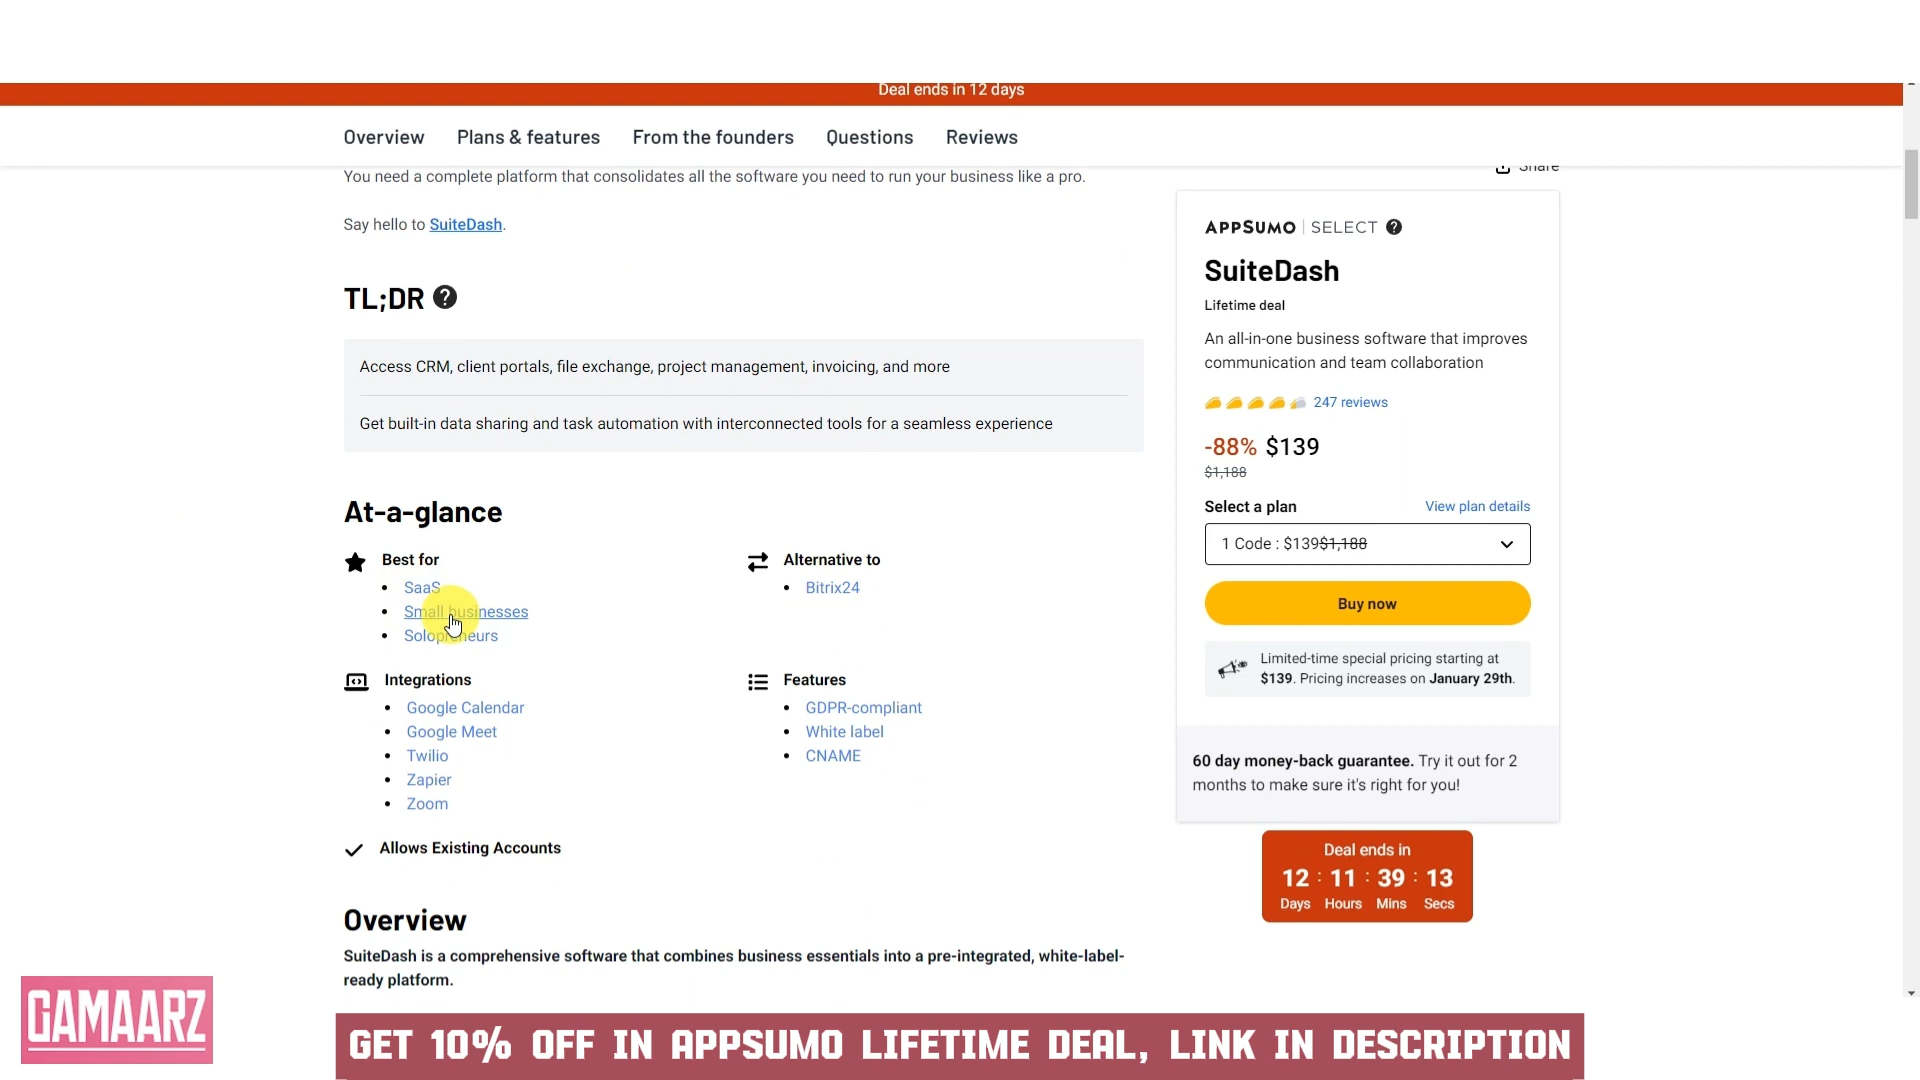 Deal ends in 12 days
Overview
Plans & features
From the founders
Questions
Reviews
You need a complete platform that consolidates all the software you need to run your business like a pro.
Share
Say hello to SuiteDash.
TL;DR ?
Access CRM, client portals, file exchange, project management, invoicing, and more
Get built-in data sharing and task automation with interconnected tools for a seamless experience
At-a-glance
Best for
• SaaS
• Small businesses
• Solopreneurs
Alternative to
• Bitrix24
Integrations
• Google Calendar
• Google Meet
• Twilio
• Zapier
• Zoom
Features
• GDPR-compliant
• White label
• CNAME
Allows Existing Accounts
Overview
SuiteDash is a comprehensive software that combines business essentials into a pre-integrated, white-label-
ready platform.
APPSUMO | SELECT ?
SuiteDash
Lifetime deal
An all-in-one business software that improves
communication and team collaboration
247 reviews
-88% $139
$1,188
Select a plan
View plan details
1 Code : $139$1,188
Buy now
Limited-time special pricing starting at
$139. Pricing increases on January 29th.
60 day money-back guarantee. Try it out for 2
months to make sure it's right for you!
Deal ends in
12 : 11 : 39 : 13
Days Hours Mins Secs
GAMAARZ
GET 10% OFF IN APPSUMO LIFETIME DEAL, LINK IN DESCRIPTION